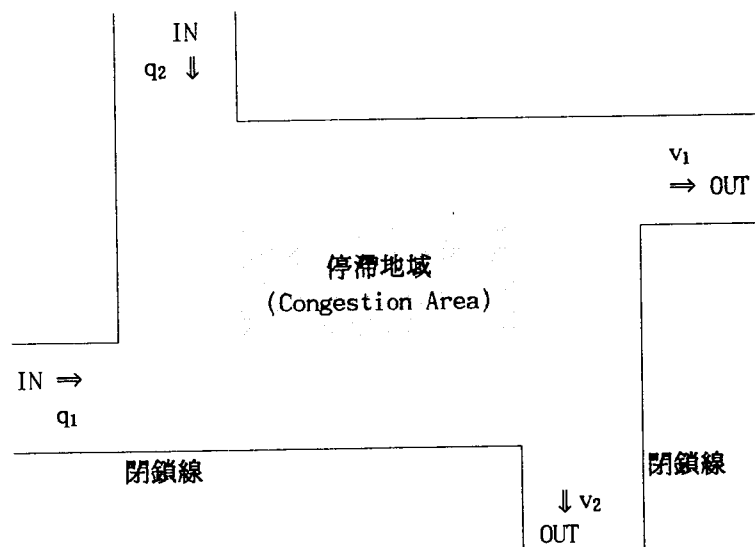 IN
q₂ ⇓
v₁
⇒ OUT
停滯地域
(Congestion Area)
IN ⇒
q₁
閉鎖線
閉鎖線
⇓ v₂
OUT